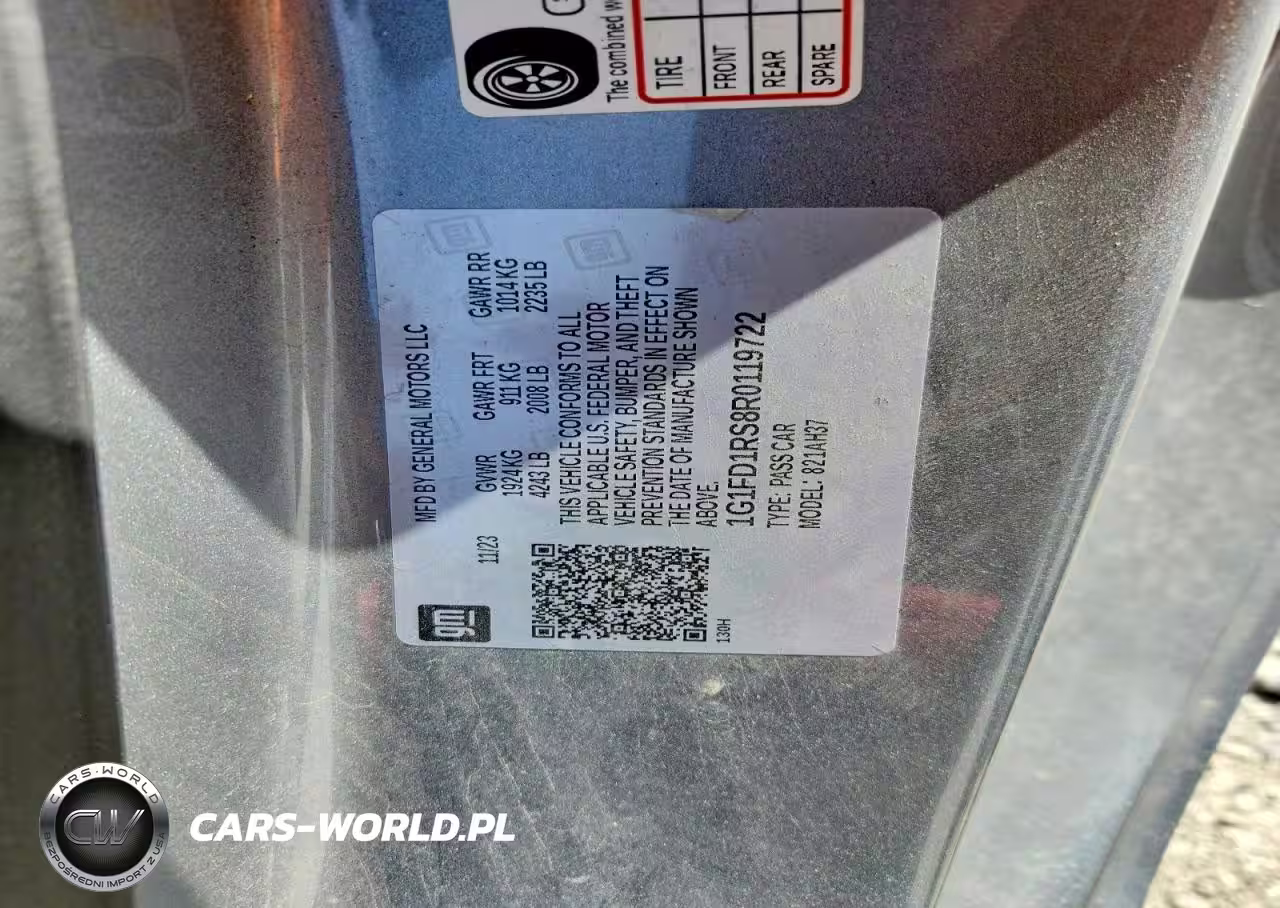 The combined
TIRE
FRONT
REAR
SPARE
gm
MFD BY GENERAL MOTORS LLC
11/23 GVWR GAWR FRT GAWR RR
1924KG 911 KG 1014 KG
4243 LB 2008 LB 2235 LB
THIS VEHICLE CONFORMS TO ALL
APPLICABLE U.S. FEDERAL MOTOR
VEHICLE SAFETY, BUMPER, AND THEFT
PREVENTION STANDARDS IN EFFECT ON
THE DATE OF MANUFACTURE SHOWN
ABOVE.
1G1FD1RS8R0119722
TYPE: PASS CAR
MODEL: 821AH37
130H
CARS-WORLD
CW
BEZPOŚREDNI IMPORT Z USA
CARS-WORLD.PL